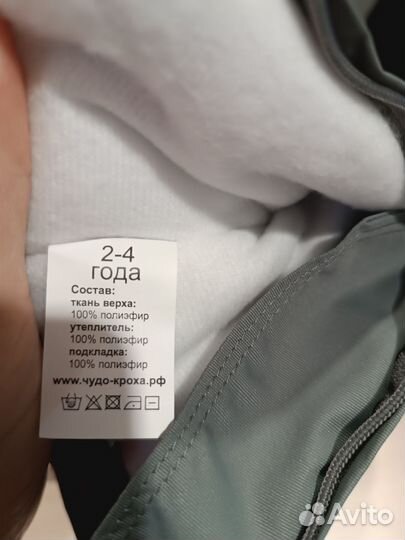 2-4
года
Состав:
ткань верха:
100% полиэфир
утеплитель:
100% полиэфир
подкладка:
100% полиэфир
www.чудо-кроха.рф
Avito